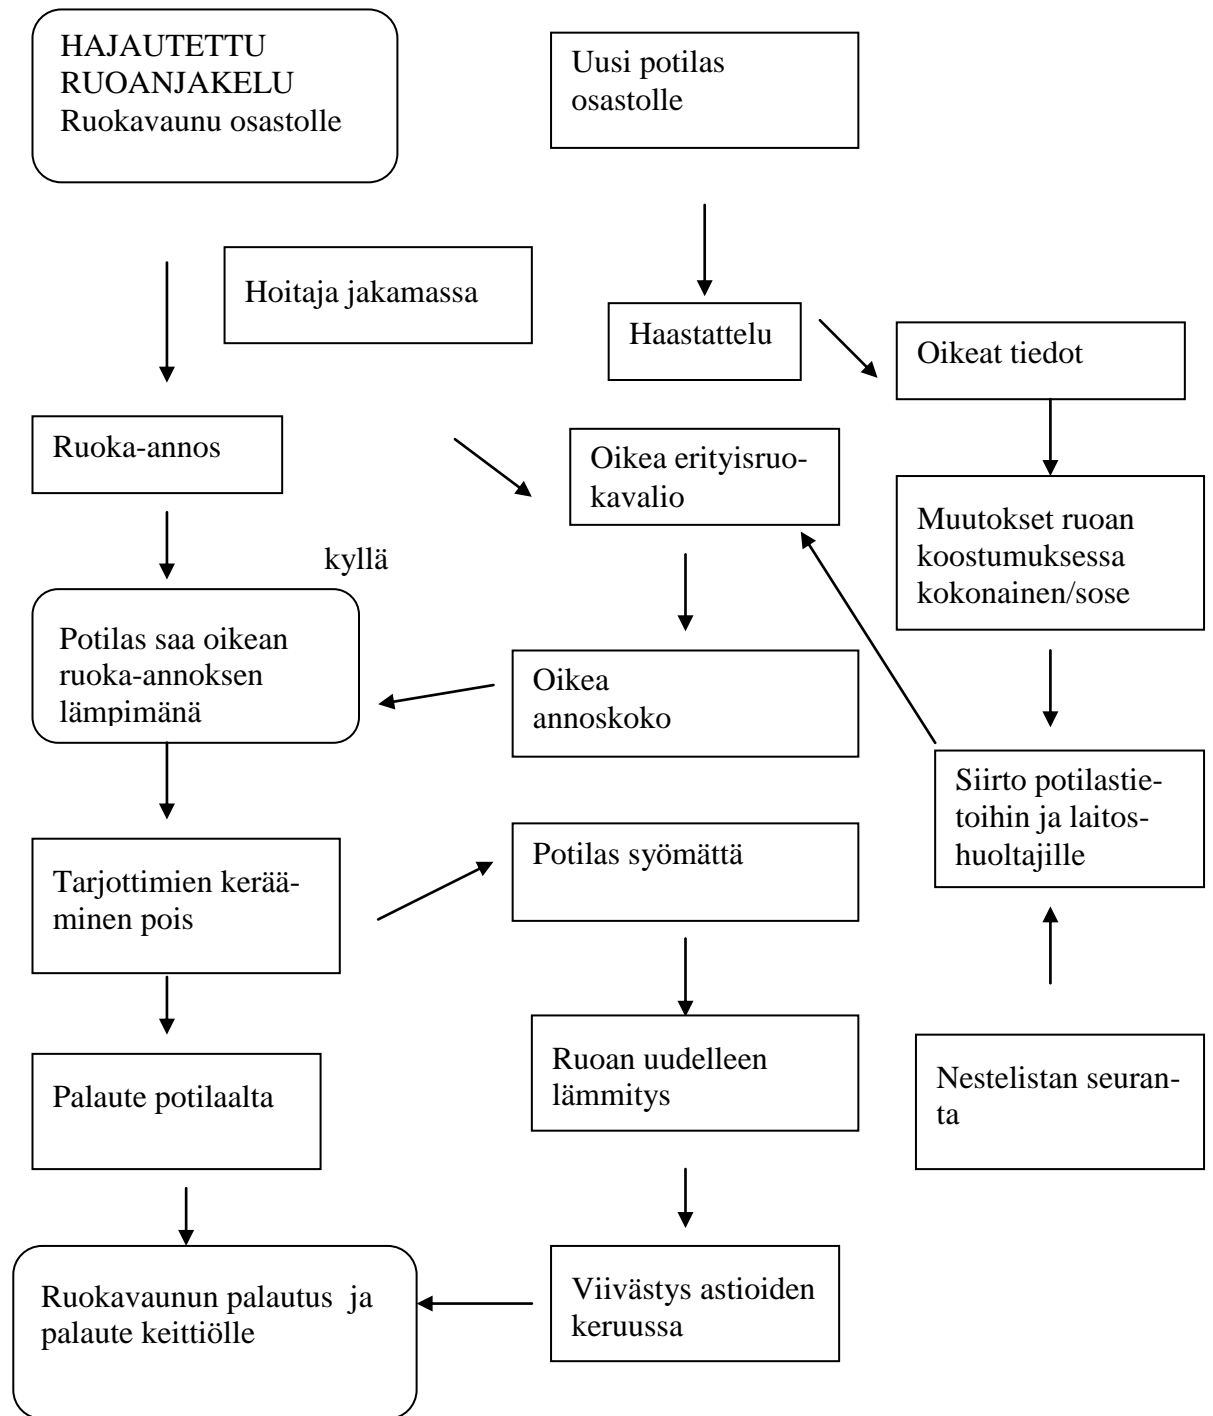 HAJAUTETTU
RUOANJAKELU
Ruokavaunu osastolle
Uusi potilas
osastolle
Hoitaja jakamassa
Haastattelu
Oikeat tiedot
Ruoka-annos
Oikea erityisruo-
kavalio
Muutokset ruoan
koostumuksessa
kokonainen/sose
kyllä
Potilas saa oikean
ruoka-annoksen
lämpimänä
Oikea
annoskoko
Siirto potilastie-
toihin ja laitos-
huoltajille
Tarjottimien kerää-
minen pois
Potilas syömättä
Ruoan uudelleen
lämmitys
Nestelistan seuran-
ta
Palaute potilaalta
Ruokavaunun palautus  ja
palaute keittiölle
Viivästys astioiden
keruussa